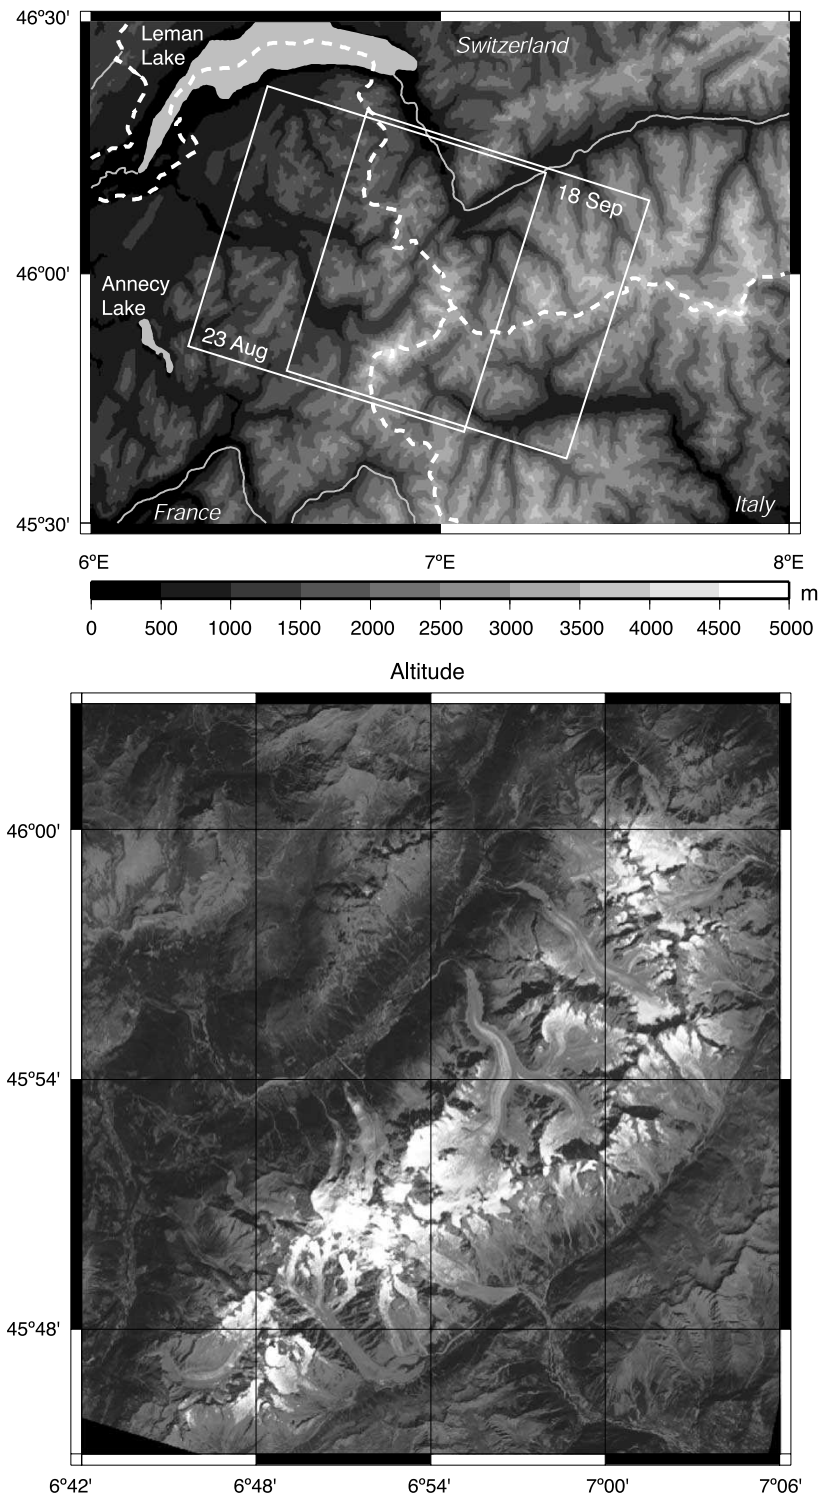 46°30'
Leman
Lake
Switzerland
18 Sep
46°00'
Annecy
Lake
23 Aug
France
Italy
45°30'
6°E 7°E 8°E
m
0 500 1000 1500 2000 2500 3000 3500 4000 4500 5000
Altitude
46°00'
45°54'
45°48'
6°42' 6°48' 6°54' 7°00' 7°06'